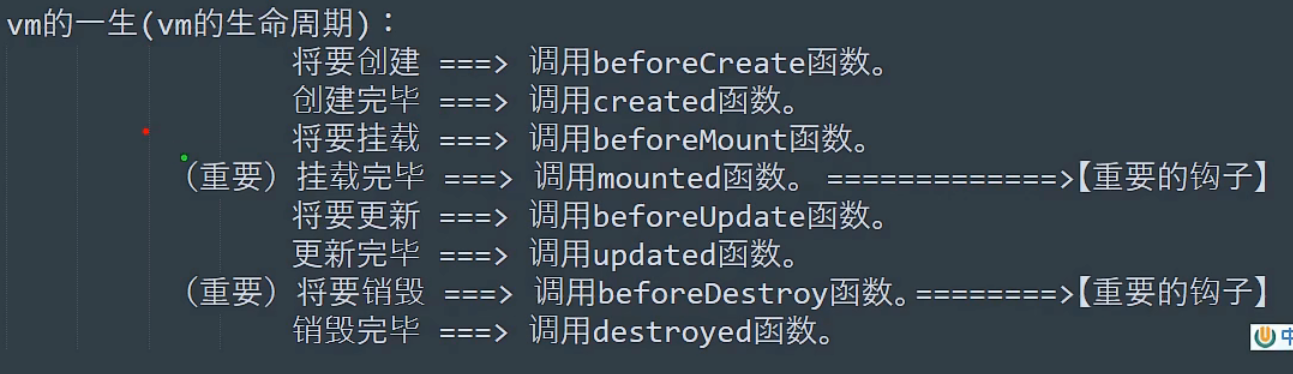 vm的一生(vm的生命周期)：
将要创建 ===> 调用beforeCreate函数。
创建完毕 ===> 调用created函数。
将要挂载 ===> 调用beforeMount函数。
（重要）挂载完毕 ===> 调用mounted函数。 =============>【重要的钩子】
将要更新 ===> 调用beforeUpdate函数。
更新完毕 ===> 调用updated函数。
（重要）将要销毁 ===> 调用beforeDestroy函数。========>【重要的钩子】
销毁完毕 ===> 调用destroyed函数。
中